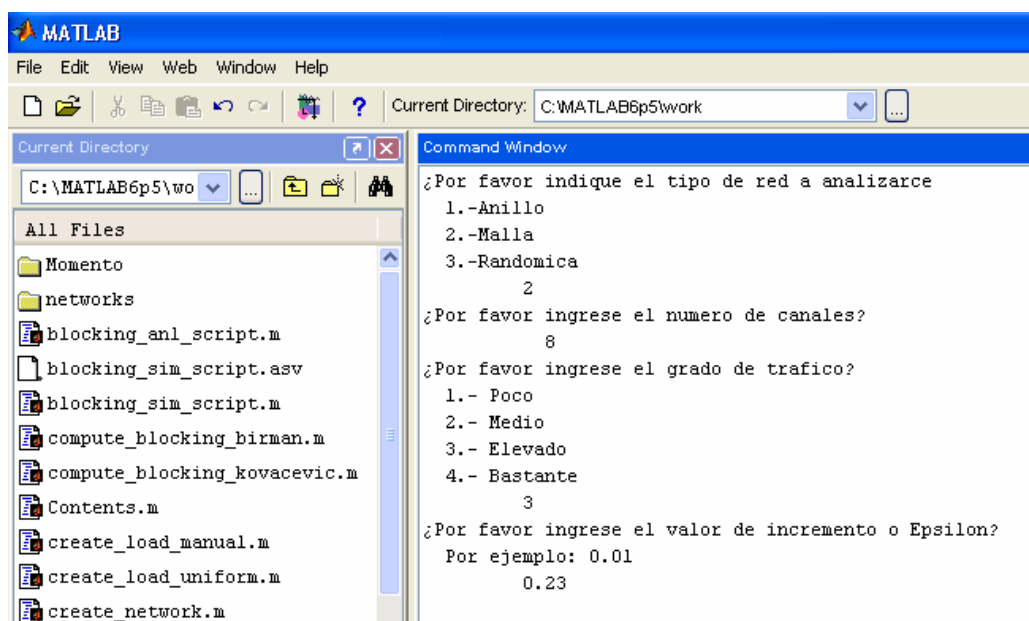 MATLAB
File Edit View Web Window Help
? Current Directory: C:\MATLAB6p5\work ...
Current Directory
C:\MATLAB6p5\wo ...
All Files
Momento
networks
blocking_anl_script.m
blocking_sim_script.asv
blocking_sim_script.m
compute_blocking_birman.m
compute_blocking_kovacevic.m
Contents.m
create_load_manual.m
create_load_uniform.m
create_network.m
Command Window
¿Por favor indique el tipo de red a analizarce
1.-Anillo
2.-Malla
3.-Randomica
2
¿Por favor ingrese el numero de canales?
8
¿Por favor ingrese el grado de trafico?
1.- Poco
2.- Medio
3.- Elevado
4.- Bastante
3
¿Por favor ingrese el valor de incremento o Epsilon?
Por ejemplo: 0.01
0.23